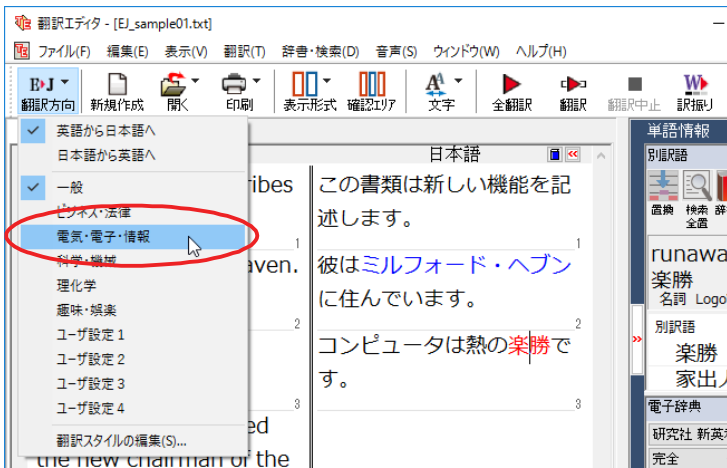 翻訳エディタ - [EJ_sample01.txt]
ファイル(F) 編集(E) 表示(V) 翻訳(T) 辞書・検索(D) 音声(S) ウィンドウ(W) ヘルプ(H)
E▸J
翻訳方向 新規作成 開く 印刷 表示形式 確認エリア 文字 全翻訳 翻訳 翻訳中止 訳振り
英語から日本語へ
日本語から英語へ
一般
ビジネス・法律
電気・電子・情報
科学・機械
理化学
趣味・娯楽
ユーザ設定 1
ユーザ設定 2
ユーザ設定 3
ユーザ設定 4
翻訳スタイルの編集(S)...
ribes
1
aven.
2
3
ed
the new chairman of the
日本語
この書類は新しい機能を記
述します。
1
彼はミルフォード・ヘブン
に住んでいます。
2
コンピュータは熱の楽勝で
す。
3
単語情報
別訳語
置換 検索 辞
全置
runawa
楽勝
名詞 Logo
別訳語
楽勝
家出人
電子辞典
研究社 新英和
完全